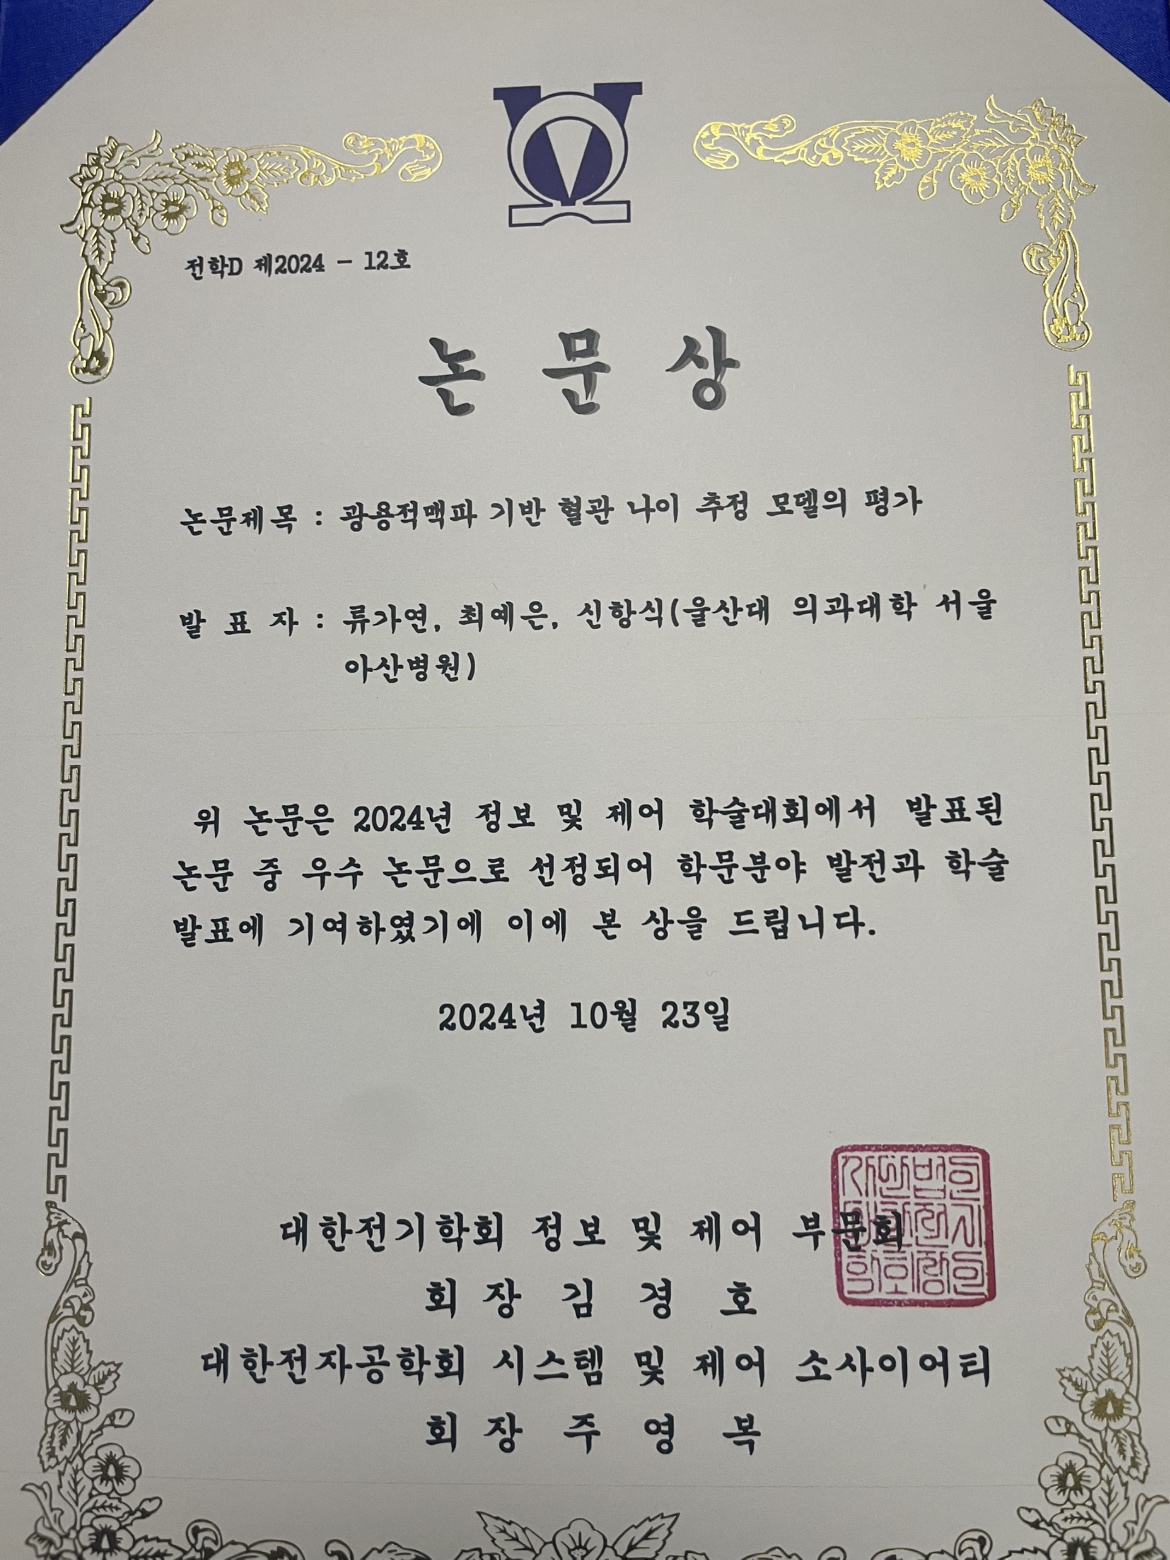 전학D 제2024 - 12호
논 문 상
논문제목 : 광용적맥파 기반 혈관 나이 추정 모델의 평가
발 표 자 : 류가연, 최예은, 신항식(울산대 의과대학 서울
아산병원)
위 논문은 2024년 정보 및 제어 학술대회에서 발표된
논문 중 우수 논문으로 선정되어 학문분야 발전과 학술
발표에 기여하였기에 이에 본 상을 드립니다.
2024년 10월 23일
대한전기학회 정보 및 제어 부문회
회 장 김 경 호
대한전자공학회 시스템 및 제어 소사이어티
회 장 주 영 복